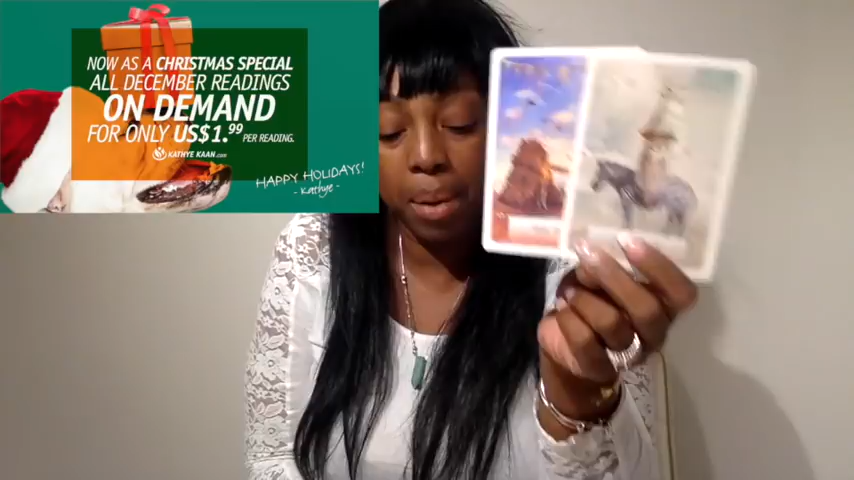 NOW AS A CHRISTMAS SPECIAL
ALL DECEMBER READINGS
ON DEMAND
FOR ONLY US$1.99 PER READING.
KATHYE KAAN.com
HAPPY HOLIDAYS!
- Kathye -